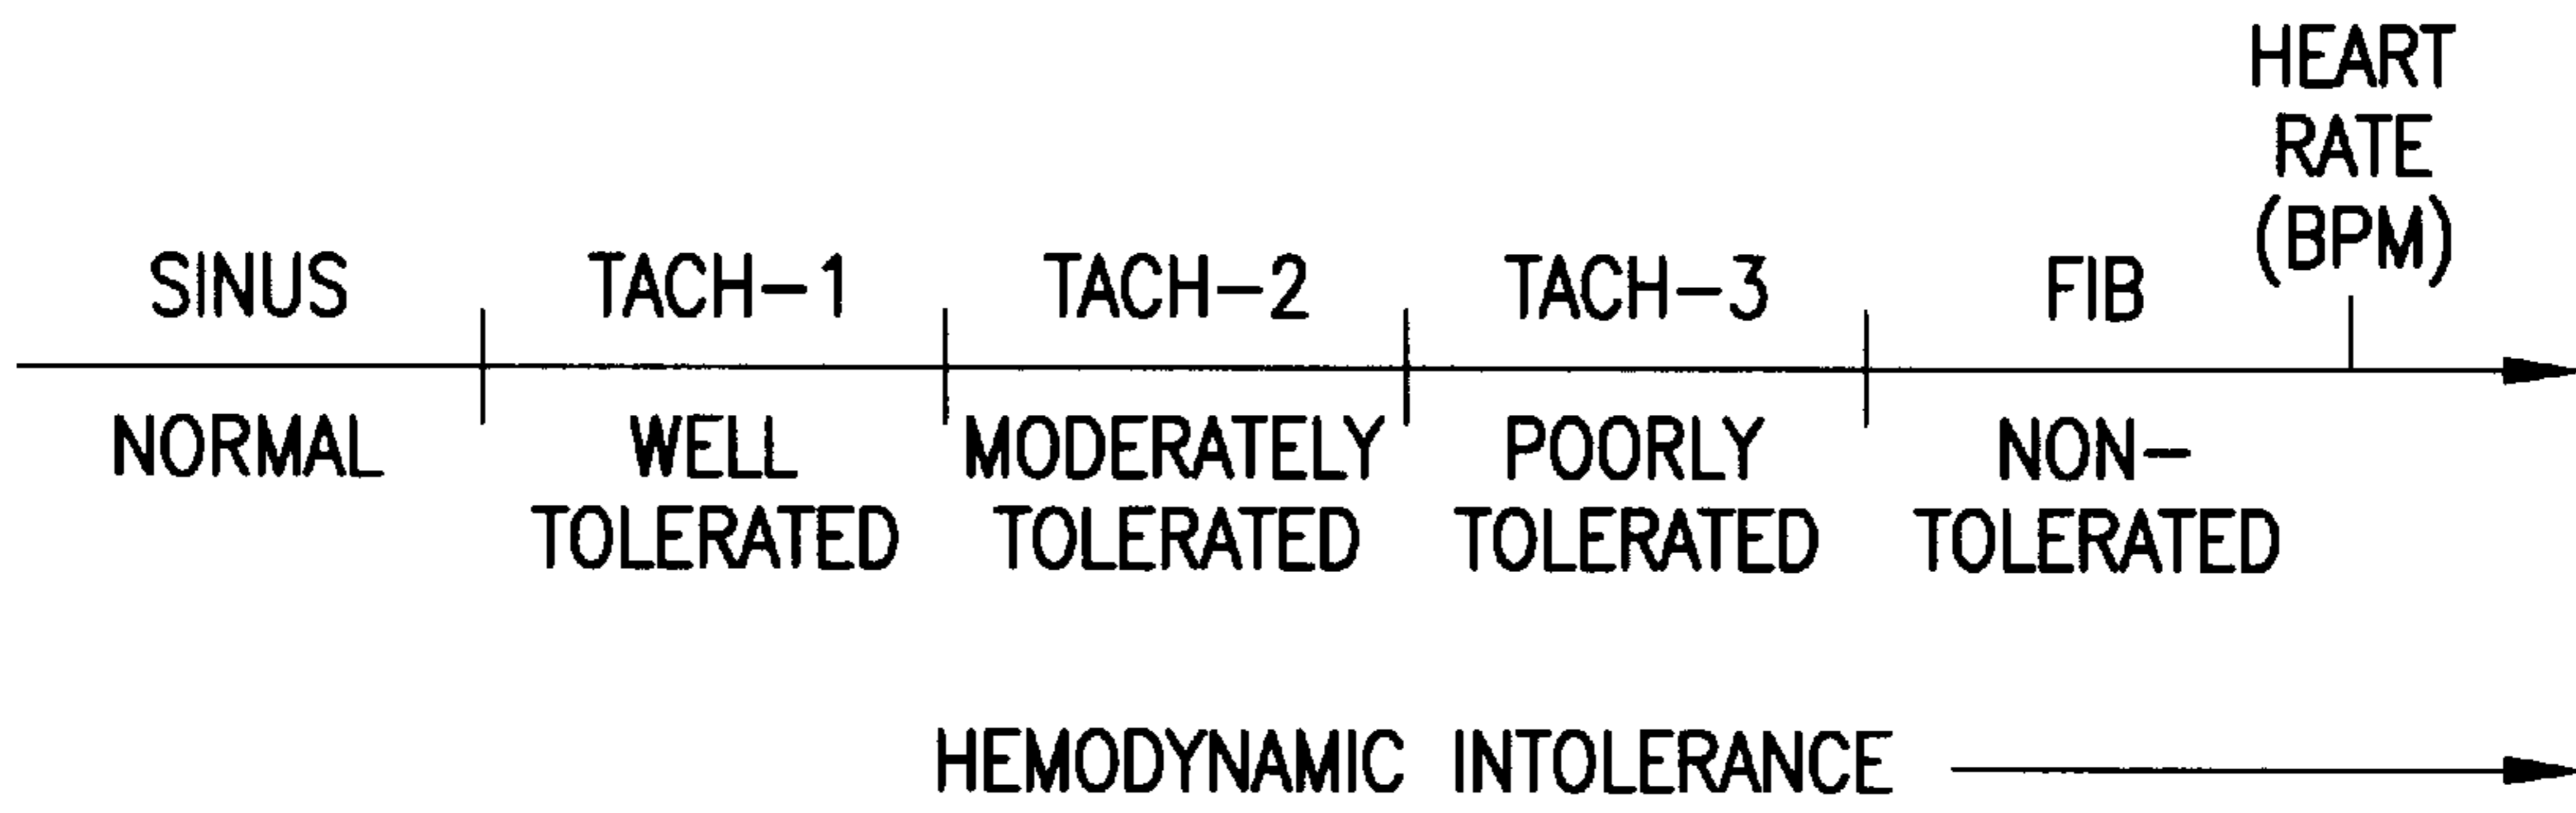 HEART
RATE
(BPM)
SINUS TACH-1 TACH-2 TACH-3 FIB
NORMAL WELL MODERATELY POORLY NON-
TOLERATED TOLERATED TOLERATED TOLERATED
HEMODYNAMIC INTOLERANCE